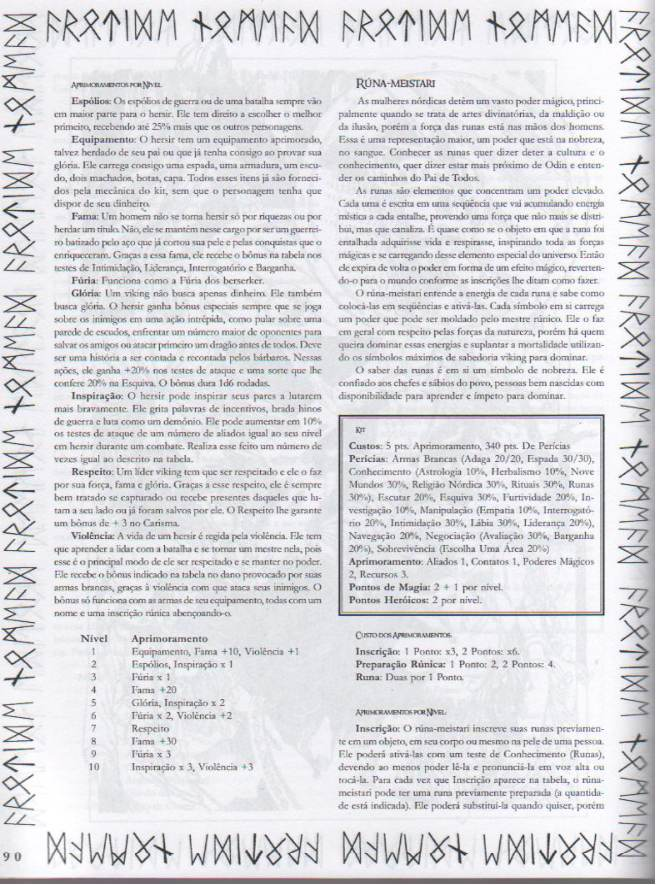 APRIMORAMENTOS POR NÍVEL
Espólios: Os espólios de guerra ou de uma batalha sempre vão
em maior parte para o hersir. Ele tem direito a escolher o melhor
primeiro, recebendo até 25% mais que os outros personagens.
Equipamento: O hersir tem um equipamento aprimorado,
talvez herdado de seu pai ou que já tenha consigo ao provar sua
glória. Ele carrega consigo uma espada, uma armadura, um escu-
do, dois machados, botas, capa. Todos esses itens já são forneci-
dos pela mecânica do kit, sem que o personagem tenha que
dispor de seu dinheiro.
Fama: Um homem não se torna hersir só por riquezas ou por
herdar um título. Não, ele se mantém nesse cargo por ser um guerrei-
ro batizado pelo aço que já cortou sua pele e pelas conquistas que o
enriqueceram. Graças a essa fama, ele recebe o bônus na tabela nos
testes de Intimidação, Liderança, Interrogatório e Barganha.
Fúria: Funciona como a Fúria dos berserker.
Glória: Um viking não busca apenas dinheiro. Ele também
busca glória. O hersir ganha bônus especiais sempre que se joga
sobre os inimigos em uma ação intrépida, como pular sobre uma
parede de escudos, enfrentar um número maior de oponentes para
salvar os amigos ou atacar primeiro um dragão antes de todos. Deve
ser uma história a ser contada e recontada pelos bárbaros. Nessas
ações, ele ganha +20% nos testes de ataque e uma sorte que lhe
confere 20% na Esquiva. O bônus dura 1d6 rodadas.
Inspiração: O hersir pode inspirar seus pares a lutarem
mais bravamente. Ele grita palavras de incentivos, brada hinos
de guerra e luta como um demônio. Ele pode aumentar em 10%
os testes de ataque de um número de aliados igual ao seu nível
em hersir durante um combate. Realiza esse feito um número de
vezes igual ao descrito na tabela.
Respeito: Um líder viking tem que ser respeitado e ele o faz
por sua força, fama e glória. Graças a esse respeito, ele é sempre
bem tratado se capturado ou recebe presentes daqueles que lu-
tam a seu lado ou já foram salvos por ele. O Respeito lhe garante
um bônus de + 3 no Carisma.
Violência: A vida de um hersir é regida pela violência. Ele tem
que aprender a lidar com a batalha e se tornar um mestre nela, pois
esse é o principal modo de ele ser respeitado e se manter no poder.
Ele recebe o bônus indicado na tabela no dano provocado por suas
armas brancas, graças à violência com que ataca seus inimigos. O
bônus só funciona com as armas de seu equipamento, todas com um
nome e uma inscrição rúnica abençoando-o.
Nível Aprimoramento
1 Equipamento, Fama +10, Violência +1
2 Espólios, Inspiração x 1
3 Fúria x 1
4 Fama +20
5 Glória, Inspiração x 2
6 Fúria x 2, Violência +2
7 Respeito
8 Fama +30
9 Fúria x 3
10 Inspiração x 3, Violência +3
90
RÚNA-MEISTARI
As mulheres nórdicas detêm um vasto poder mágico, princi-
palmente quando se trata de artes divinatórias, da maldição ou
da ilusão, porém a força das runas está nas mãos dos homens.
Essa é uma representação maior, um poder que está na nobreza,
no sangue. Conhecer as runas quer dizer deter a cultura e o
conhecimento, quer dizer estar mais próximo de Odin e enten-
der os caminhos do Pai de Todos.
As runas são elementos que concentram um poder elevado.
Cada uma é escrita em uma seqüência que vai acumulando energia
mística a cada entalhe, provendo uma força que não mais se distri-
bui, mas que canaliza. É quase como se o objeto em que a runa foi
entalhada adquirisse vida e respirasse, inspirando toda as forças
mágicas e se carregando desse elemento especial do universo. Então
ele expira de volta o poder em forma de um efeito mágico, reverten-
do-o para o mundo conforme as inscrições lhe ditam como fazer.
O rúna-meistari entende a energia de cada runa e sabe como
colocá-las em seqüências e ativá-las. Cada símbolo em si carrega
um poder que pode ser moldado pelo mestre rúnico. Ele o faz
em geral com respeito pelas forças da natureza, porém há quem
queira dominar essas energias e suplantar a mortalidade utilizan-
do os símbolos máximos de sabedoria viking para dominar.
O saber das runas é em si um símbolo de nobreza. Ele é
confiado aos chefes e sábios do povo, pessoas bem nascidas com
disponibilidade para aprender e ímpeto para dominar.
KIT
Custos: 5 pts. Aprimoramento, 340 pts. De Perícias
Perícias: Armas Brancas (Adaga 20/20, Espada 30/30),
Conhecimento (Astrologia 10%, Herbalismo 10%, Nove
Mundos 30%, Religião Nórdica 30%, Rituais 30%, Runas
30%), Escutar 20%, Esquiva 30%, Furtividade 20%, In-
vestigação 10%, Manipulação (Empatia 10%, Interrogató-
rio 20%, Intimidação 30%, Lábia 30%, Liderança 20%),
Navegação 20%, Negociação (Avaliação 30%, Barganha
20%), Sobrevivência (Escolha Uma Área 20%)
Aprimoramento: Aliados 1, Contatos 1, Poderes Mágicos
2, Recursos 3.
Pontos de Magia: 2 + 1 por nível.
Pontos Heróicos: 2 por nível.
CUSTO DOS APRIMORAMENTOS
Inscrição: 1 Ponto: x3, 2 Pontos: x6.
Preparação Rúnica: 1 Ponto: 2, 2 Pontos: 4.
Runa: Duas por 1 Ponto.
APRIMORAMENTOS POR NÍVEL
Inscrição: O rúna-meistari inscreve suas runas previamen-
te em um objeto, em seu corpo ou mesmo na pele de uma pessoa.
Ele poderá ativá-las com um teste de Conhecimento (Runas),
devendo ao menos poder lê-la e pronunciá-la em voz alta ou
tocá-la. Para cada vez que Inscrição aparece na tabela, o rúna-
meistari pode ter uma runa previamente preparada (a quantida-
de está indicada). Ele poderá substituí-la quando quiser, porém